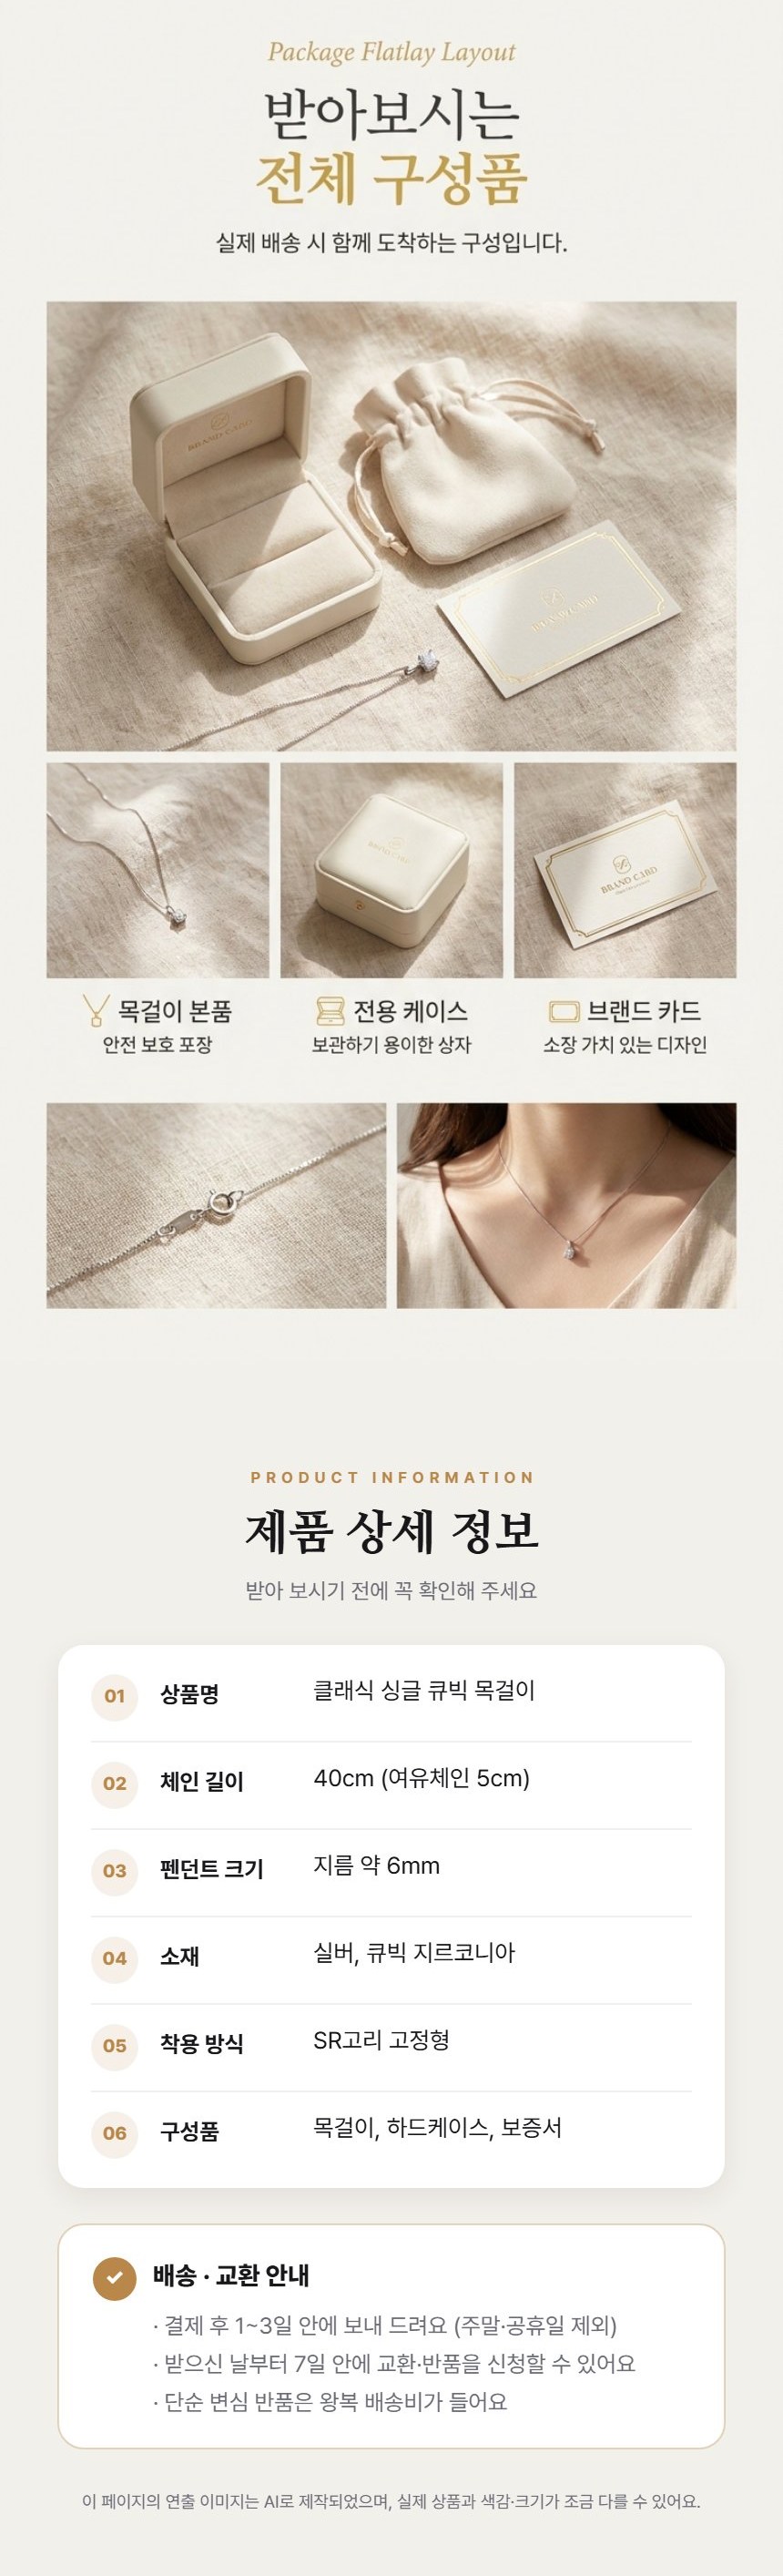 Package Flatlay Layout
받아보시는
전체 구성품
실제 배송 시 함께 도착하는 구성입니다.
BRAND CARD
BRAND CARD
BRAND CARD
BRAND CARD
목걸이 본품
안전 보호 포장
전용 케이스
보관하기 용이한 상자
브랜드 카드
소장 가치 있는 디자인
PRODUCT INFORMATION
제품 상세 정보
받아 보시기 전에 꼭 확인해 주세요
01 상품명 클래식 싱글 큐빅 목걸이
02 체인 길이 40cm (여유체인 5cm)
03 펜던트 크기 지름 약 6mm
04 소재 실버, 큐빅 지르코니아
05 착용 방식 SR고리 고정형
06 구성품 목걸이, 하드케이스, 보증서
배송 · 교환 안내
· 결제 후 1~3일 안에 보내 드려요 (주말·공휴일 제외)
· 받으신 날부터 7일 안에 교환·반품을 신청할 수 있어요
· 단순 변심 반품은 왕복 배송비가 들어요
이 페이지의 연출 이미지는 AI로 제작되었으며, 실제 상품과 색감·크기가 조금 다를 수 있어요.